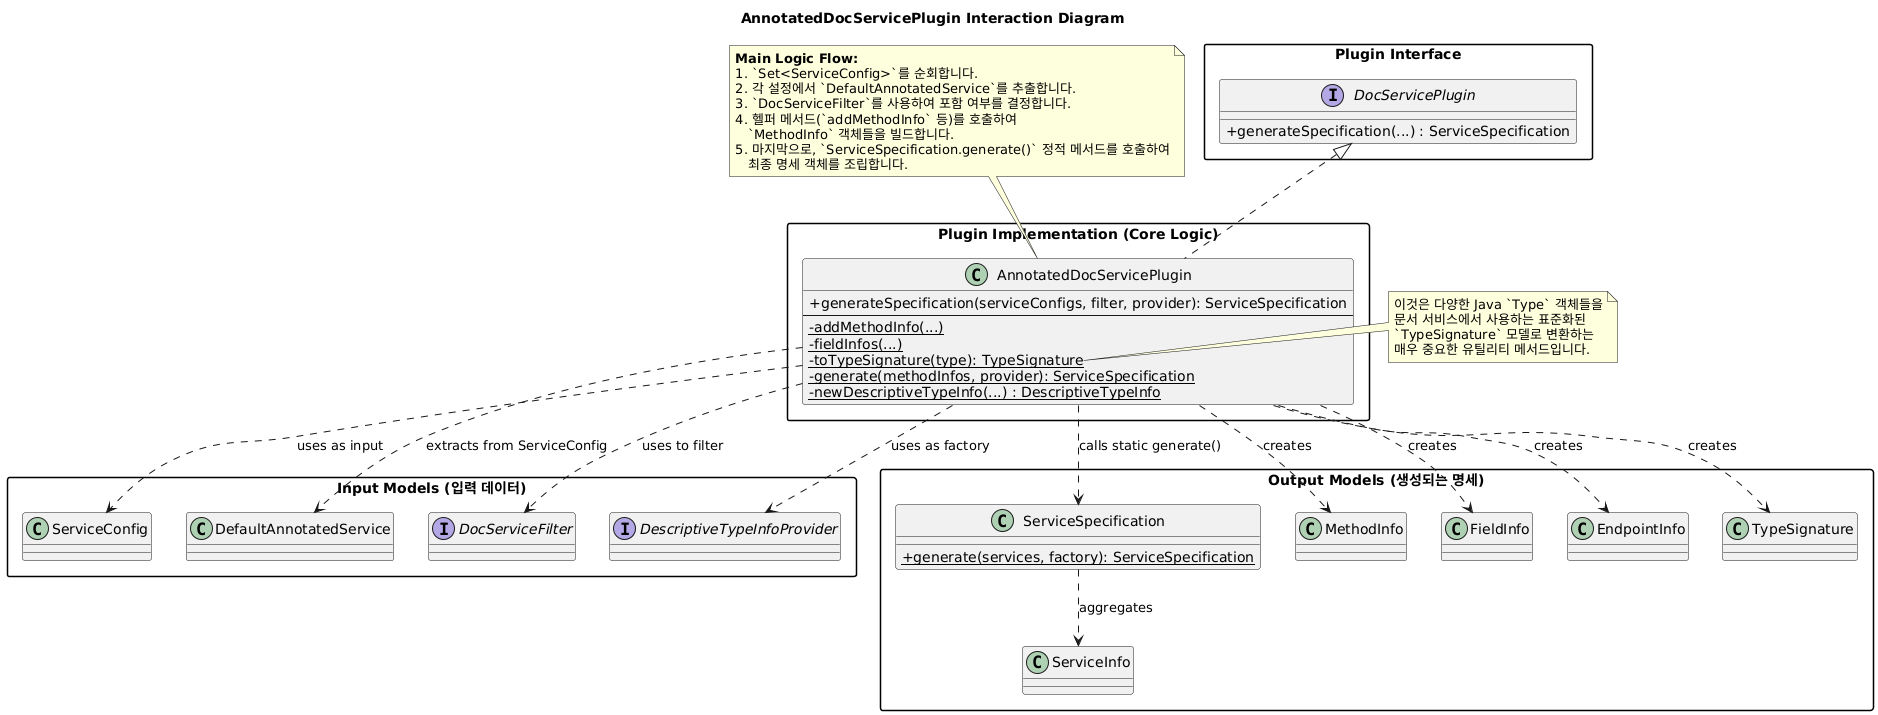 AnnotatedDocServicePlugin Interaction Diagram
Main Logic Flow:
1. `Set<ServiceConfig>`를 순회합니다.
2. 각 설정에서 `DefaultAnnotatedService`를 추출합니다.
3. `DocServiceFilter`를 사용하여 포함 여부를 결정합니다.
4. 헬퍼 메서드(`addMethodInfo` 등)를 호출하여
`MethodInfo` 객체들을 빌드합니다.
5. 마지막으로, `ServiceSpecification.generate()` 정적 메서드를 호출하여
최종 명세 객체를 조립합니다.
Plugin Interface
I DocServicePlugin
+generateSpecification(...) : ServiceSpecification
Plugin Implementation (Core Logic)
C AnnotatedDocServicePlugin
+generateSpecification(serviceConfigs, filter, provider): ServiceSpecification
-addMethodInfo(...)
-fieldInfos(...)
-toTypeSignature(type): TypeSignature
-generate(methodInfos, provider): ServiceSpecification
-newDescriptiveTypeInfo(...) : DescriptiveTypeInfo
이것은 다양한 Java `Type` 객체들을
문서 서비스에서 사용하는 표준화된
`TypeSignature` 모델로 변환하는
매우 중요한 유틸리티 메서드입니다.
uses as input
extracts from ServiceConfig
uses to filter
uses as factory
calls static generate()
creates
creates
creates
creates
Input Models (입력 데이터)
C ServiceConfig
C DefaultAnnotatedService
I DocServiceFilter
I DescriptiveTypeInfoProvider
Output Models (생성되는 명세)
C ServiceSpecification
+generate(services, factory): ServiceSpecification
C MethodInfo
C FieldInfo
C EndpointInfo
C TypeSignature
aggregates
C ServiceInfo